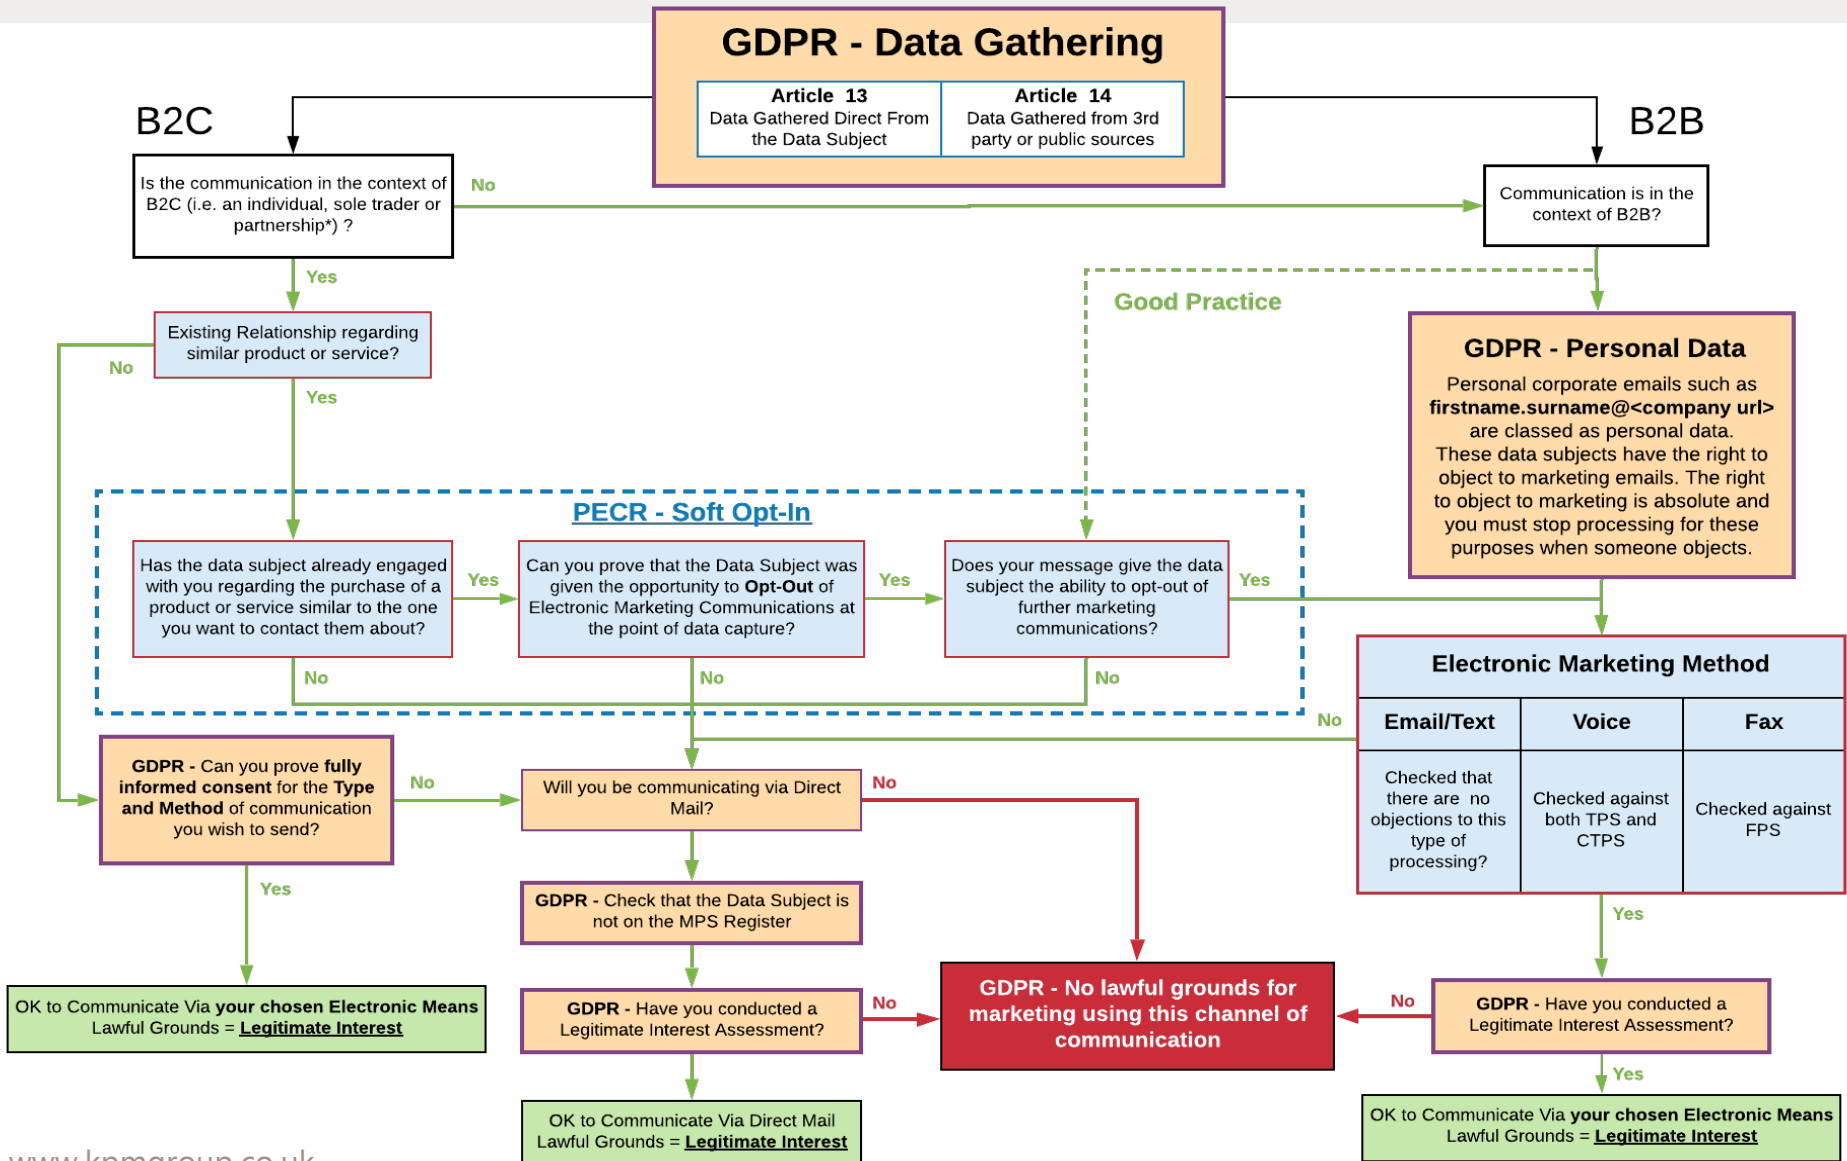 GDPR - Data Gathering
Article 13
Data Gathered Direct From
the Data Subject
Article 14
Data Gathered from 3rd
party or public sources
B2C
B2B
Is the communication in the context of
B2C (i.e. an individual, sole trader or
partnership*) ?
No
Communication is in the
context of B2B?
Yes
Good Practice
Existing Relationship regarding
similar product or service?
No
Yes
GDPR - Personal Data
Personal corporate emails such as
firstname.surname@<company url>
are classed as personal data.
These data subjects have the right to
object to marketing emails. The right
to object to marketing is absolute and
you must stop processing for these
purposes when someone objects.
PECR - Soft Opt-In
Has the data subject already engaged
with you regarding the purchase of a
product or service similar to the one
you want to contact them about?
Yes
Can you prove that the Data Subject was
given the opportunity to Opt-Out of
Electronic Marketing Communications at
the point of data capture?
Yes
Does your message give the data
subject the ability to opt-out of
further marketing
communications?
Yes
No
No
No
Electronic Marketing Method
Email/Text
Voice
Fax
Checked that
there are no
objections to this
type of
processing?
Checked against
both TPS and
CTPS
Checked against
FPS
No
GDPR - Can you prove fully
informed consent for the Type
and Method of communication
you wish to send?
No
Will you be communicating via Direct
Mail?
No
Yes
GDPR - Check that the Data Subject is
not on the MPS Register
Yes
OK to Communicate Via your chosen Electronic Means
Lawful Grounds = Legitimate Interest
GDPR - Have you conducted a
Legitimate Interest Assessment?
No
GDPR - No lawful grounds for
marketing using this channel of
communication
No
GDPR - Have you conducted a
Legitimate Interest Assessment?
Yes
OK to Communicate Via Direct Mail
Lawful Grounds = Legitimate Interest
OK to Communicate Via your chosen Electronic Means
Lawful Grounds = Legitimate Interest
www.kpmgroup.co.uk